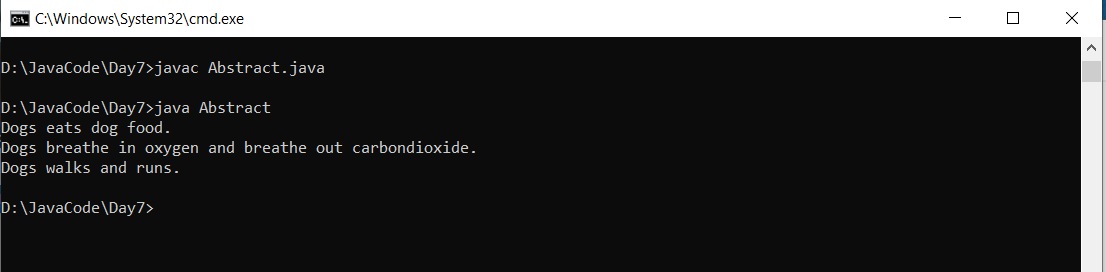 C:\Windows\System32\cmd.exe
D:\JavaCode\Day7>javac Abstract.java
D:\JavaCode\Day7>java Abstract
Dogs eats dog food.
Dogs breathe in oxygen and breathe out carbondioxide.
Dogs walks and runs.
D:\JavaCode\Day7>